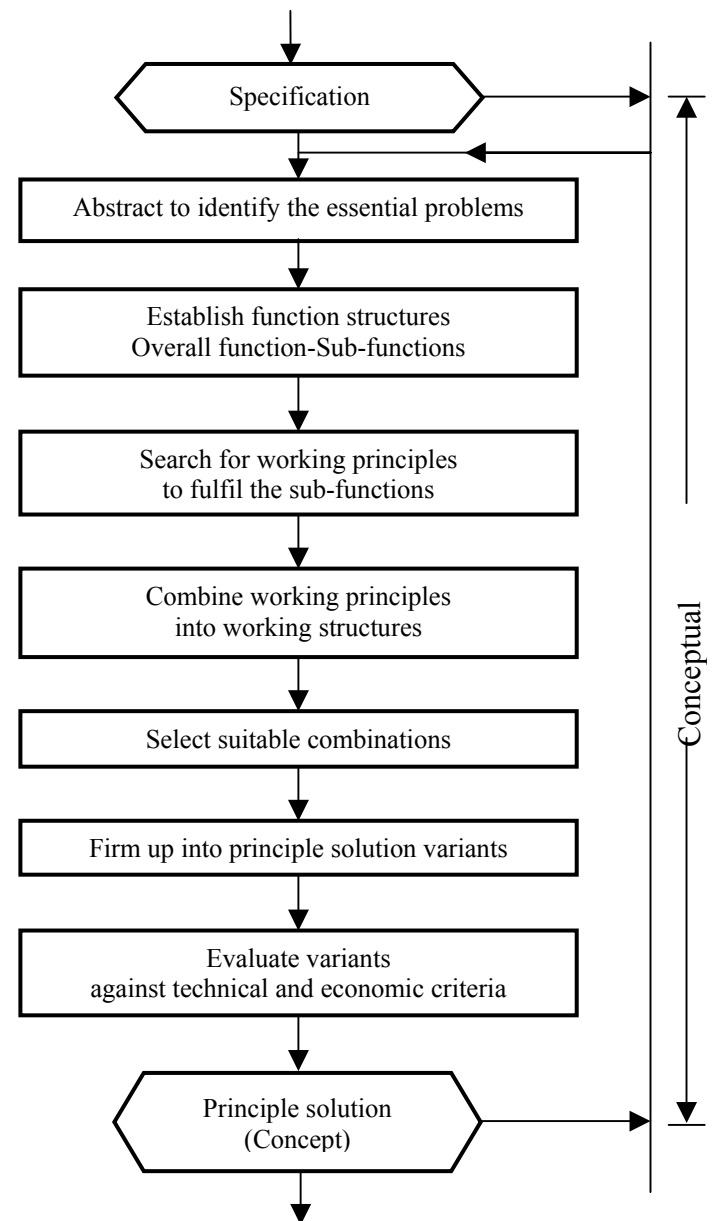 Specification
Abstract to identify the essential problems
Establish function structures
Overall function-Sub-functions
Search for working principles
to fulfil the sub-functions
Combine working principles
into working structures
Select suitable combinations
Firm up into principle solution variants
Evaluate variants
against technical and economic criteria
Principle solution
(Concept)
Conceptual